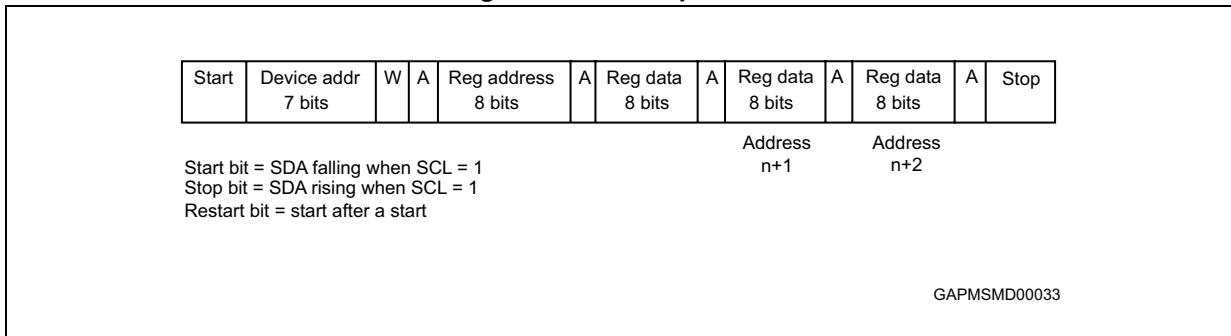 Start Device addr W A Reg address A Reg data A Reg data A Reg data A Stop
7 bits 8 bits 8 bits 8 bits 8 bits
Address Address
n+1 n+2
Start bit = SDA falling when SCL = 1
Stop bit = SDA rising when SCL = 1
Restart bit = start after a start
GAPMSMD00033